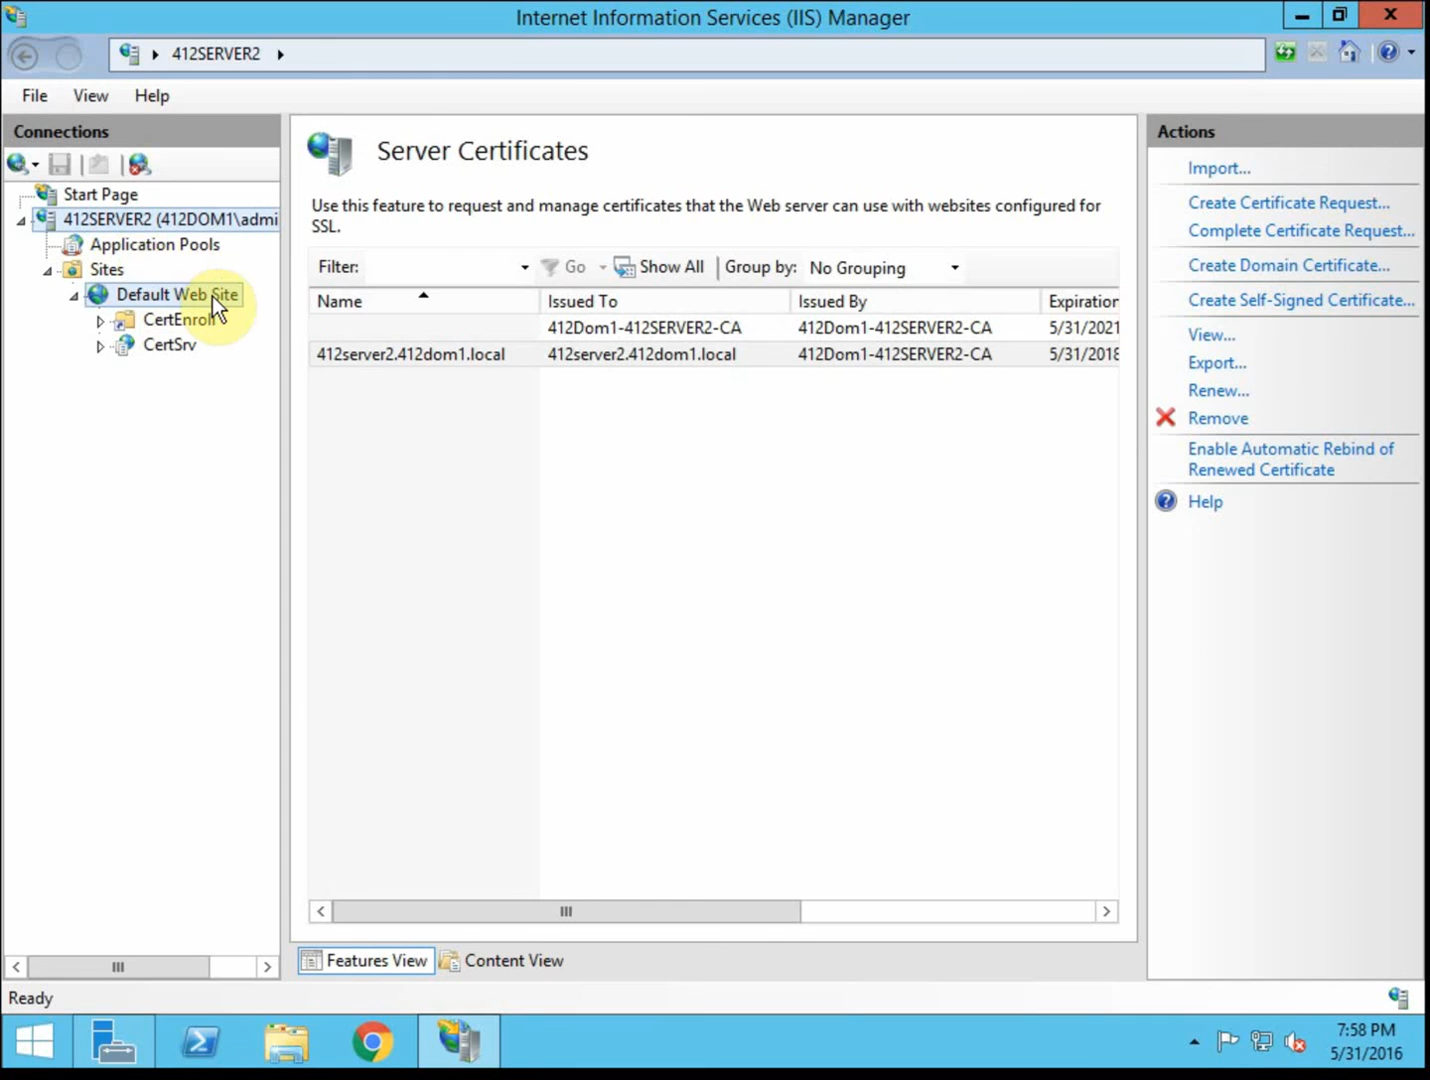 Internet Information Services (IIS) Manager
412SERVER2
File View Help
Connections
Start Page
412SERVER2 (412DOM1\admi
Application Pools
Sites
Default Web Site
CertEnroll
CertSrv
Server Certificates
Use this feature to request and manage certificates that the Web server can use with websites configured for
SSL.
Filter: Go Show All Group by: No Grouping
Name Issued To Issued By Expiration
412Dom1-412SERVER2-CA 412Dom1-412SERVER2-CA 5/31/2021
412server2.412dom1.local 412server2.412dom1.local 412Dom1-412SERVER2-CA 5/31/2018
Features View Content View
Actions
Import...
Create Certificate Request...
Complete Certificate Request...
Create Domain Certificate...
Create Self-Signed Certificate...
View...
Export...
Renew...
Remove
Enable Automatic Rebind of
Renewed Certificate
Help
Ready
7:58 PM
5/31/2016